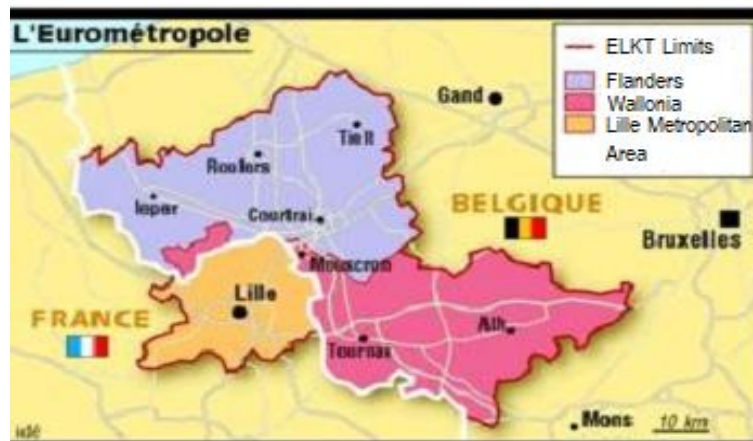 L'Eurométropole
ELKT Limits
Flanders
Wallonia
Lille Metropolitan
Area
Gand
Tielt
Roulers
Ieper
Courtrai
BELGIQUE
Bruxelles
Mouscron
Lille
FRANCE
Ath
Tournai
Mons
10 km
idé